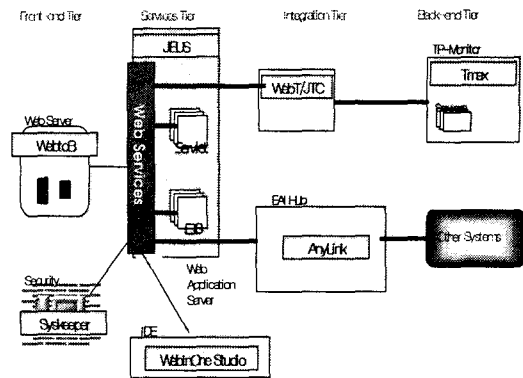 Front-end Tier
Services Tier
Integration Tier
Back-end Tier
JEUS
TP-Monitor
Tmax
WebT/JTC
Web Services
Servlet
Web Server
WebtoB
EJB
EAI Hub
AnyLink
Other Systems
Web
Application
Server
Security
Syskeeper
IDE
WebinOne Studio